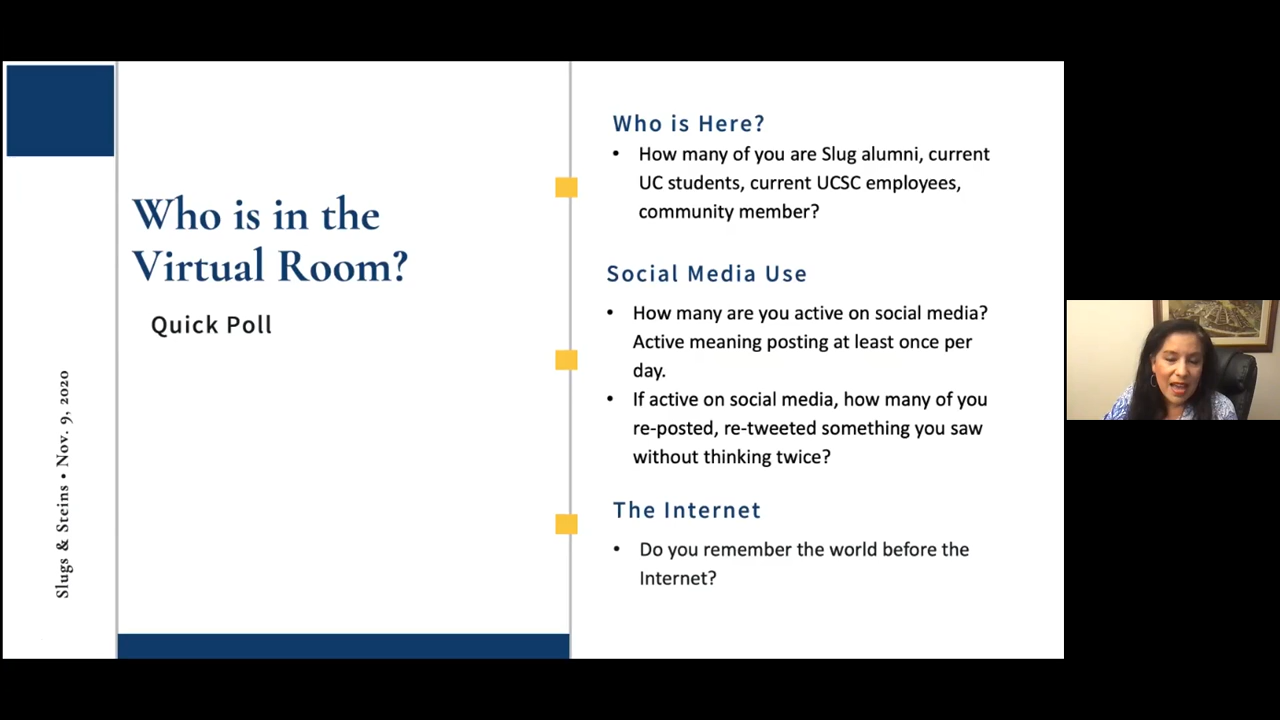 Who is in the
Virtual Room?
Quick Poll
Slugs & Steins • Nov. 9, 2020
Who is Here?
• How many of you are Slug alumni, current
UC students, current UCSC employees,
community member?
Social Media Use
• How many are you active on social media?
Active meaning posting at least once per
day.
• If active on social media, how many of you
re-posted, re-tweeted something you saw
without thinking twice?
The Internet
• Do you remember the world before the
Internet?